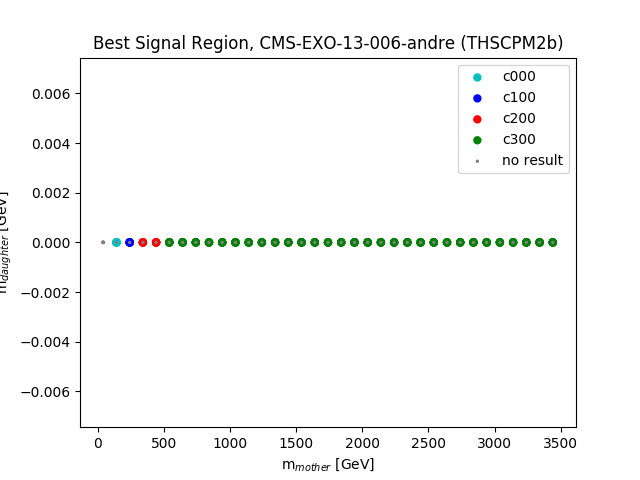 Best Signal Region, CMS-EXO-13-006-andre (THSCPM2b)
c000
c100
c200
c300
no result
0.006
0.004
0.002
0.000
−0.002
−0.004
−0.006
m_daughter [GeV]
0 500 1000 1500 2000 2500 3000 3500
m_mother [GeV]